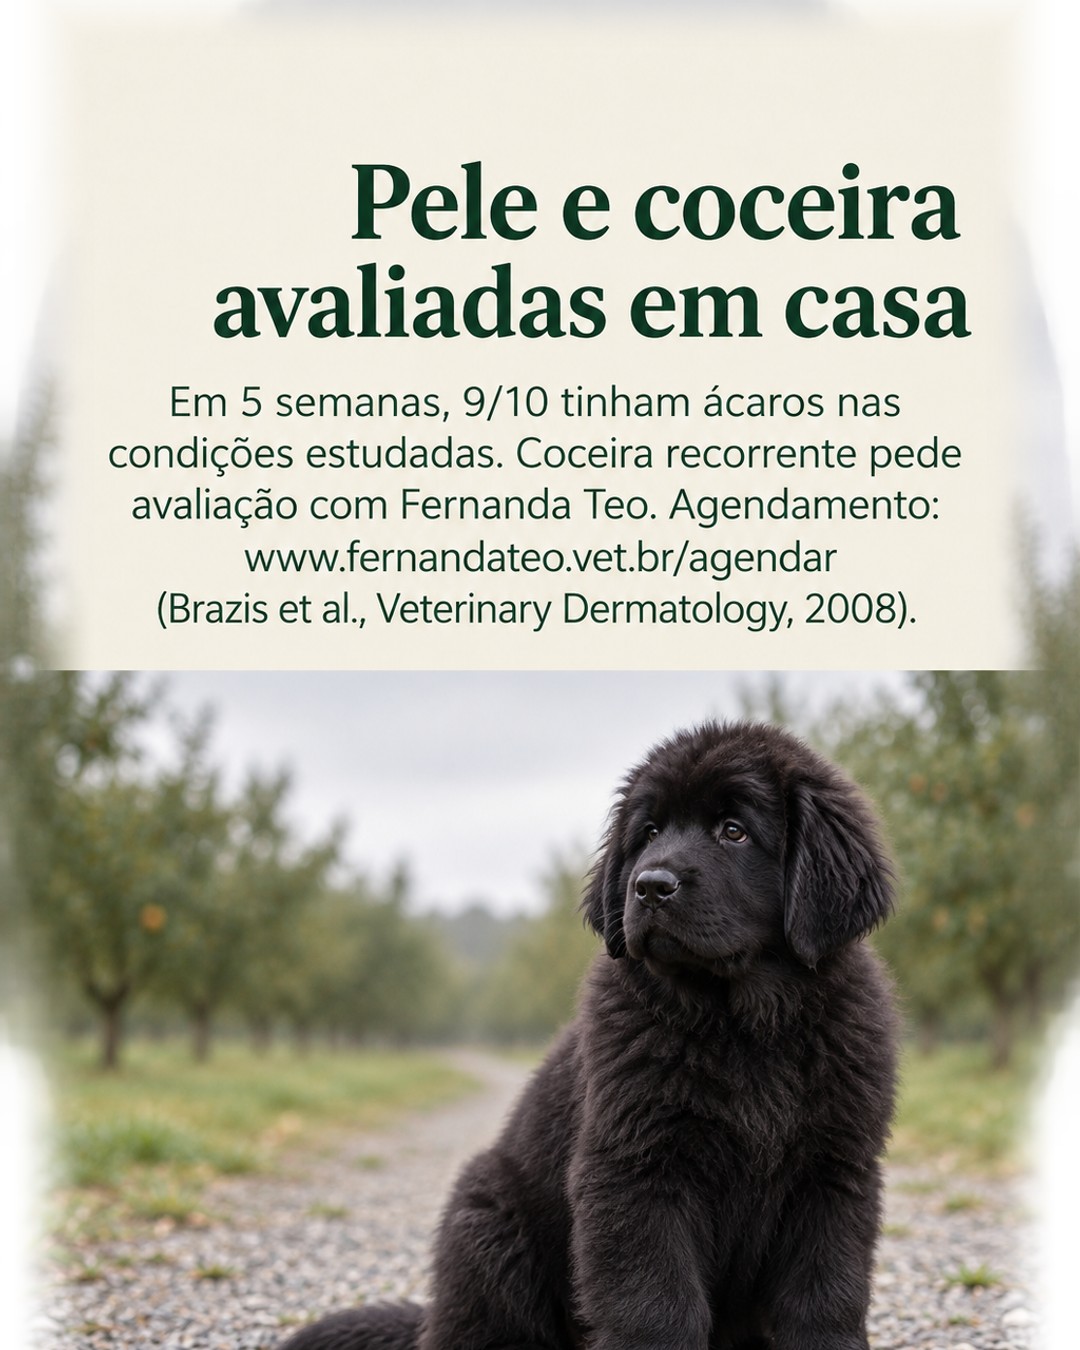 Pele e coceira
avaliadas em casa
Em 5 semanas, 9/10 tinham ácaros nas
condições estudadas. Coceira recorrente pede
avaliação com Fernanda Teo. Agendamento:
www.fernandateo.vet.br/agendar
(Brazis et al., Veterinary Dermatology, 2008).